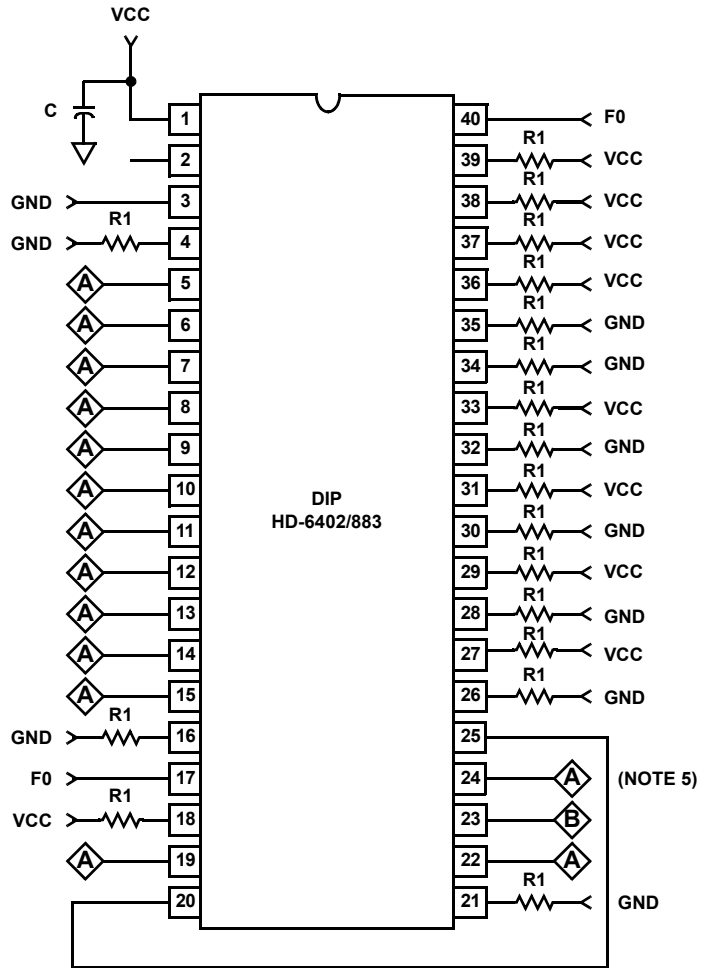 VCC
C
1
40
F0
R1
2
39
VCC
R1
GND
3
38
VCC
R1
R1
GND
4
37
VCC
R1
A
5
36
VCC
R1
A
6
35
GND
R1
A
7
34
GND
R1
A
8
33
VCC
R1
A
9
32
GND
R1
A
10
31
VCC
DIP
HD-6402/883
R1
A
11
30
GND
R1
A
12
29
VCC
R1
A
13
28
GND
R1
A
14
27
VCC
R1
A
15
26
GND
R1
GND
16
25
F0
17
24
A
(NOTE 5)
R1
VCC
18
23
B
A
19
22
A
R1
20
21
GND